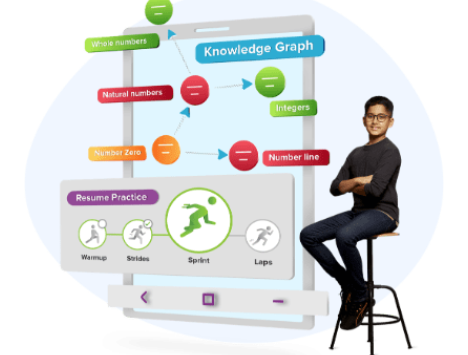 Whole numbers
Knowledge Graph
Natural numbers
Integers
Number Zero
Number line
Resume Practice
Warmup
Strides
Sprint
Laps